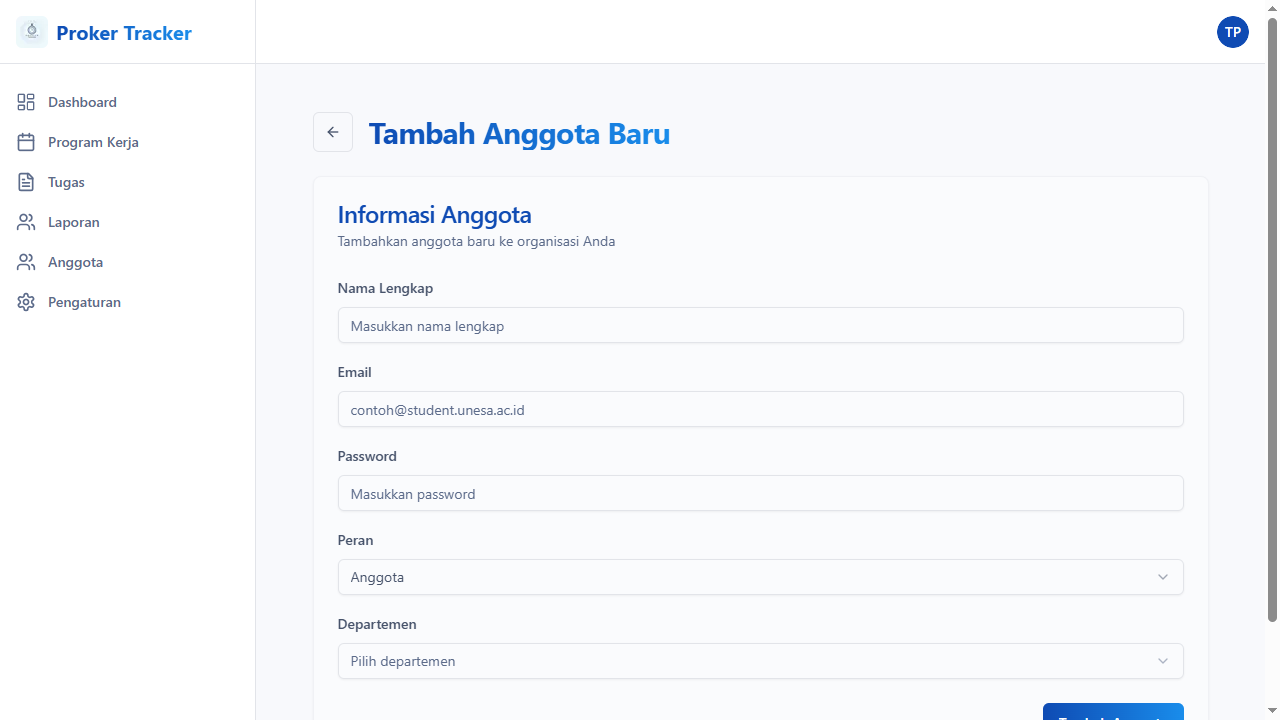 Proker Tracker
TP
Dashboard
Program Kerja
Tugas
Laporan
Anggota
Pengaturan
Tambah Anggota Baru
Informasi Anggota
Tambahkan anggota baru ke organisasi Anda
Nama Lengkap
Masukkan nama lengkap
Email
contoh@student.unesa.ac.id
Password
Masukkan password
Peran
Anggota
Departemen
Pilih departemen
Tambah Anggota